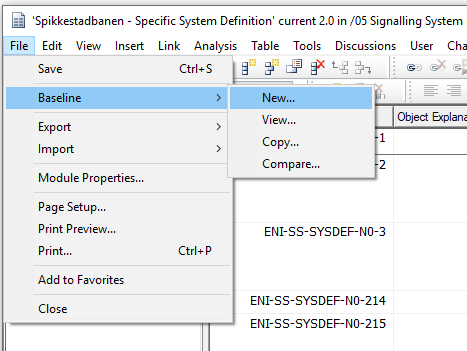 'Spikkestadbanen - Specific System Definition' current 2.0 in /05 Signalling System
File Edit View Insert Link Analysis Table Tools Discussions User Cha
Save Ctrl+S
Baseline
New...
View...
Copy...
Compare...
Export
Import
Module Properties...
Page Setup...
Print Preview...
Print... Ctrl+P
Add to Favorites
Close
Object Explana
-1
-2
ENI-SS-SYSDEF-N0-3
ENI-SS-SYSDEF-N0-214
ENI-SS-SYSDEF-N0-215